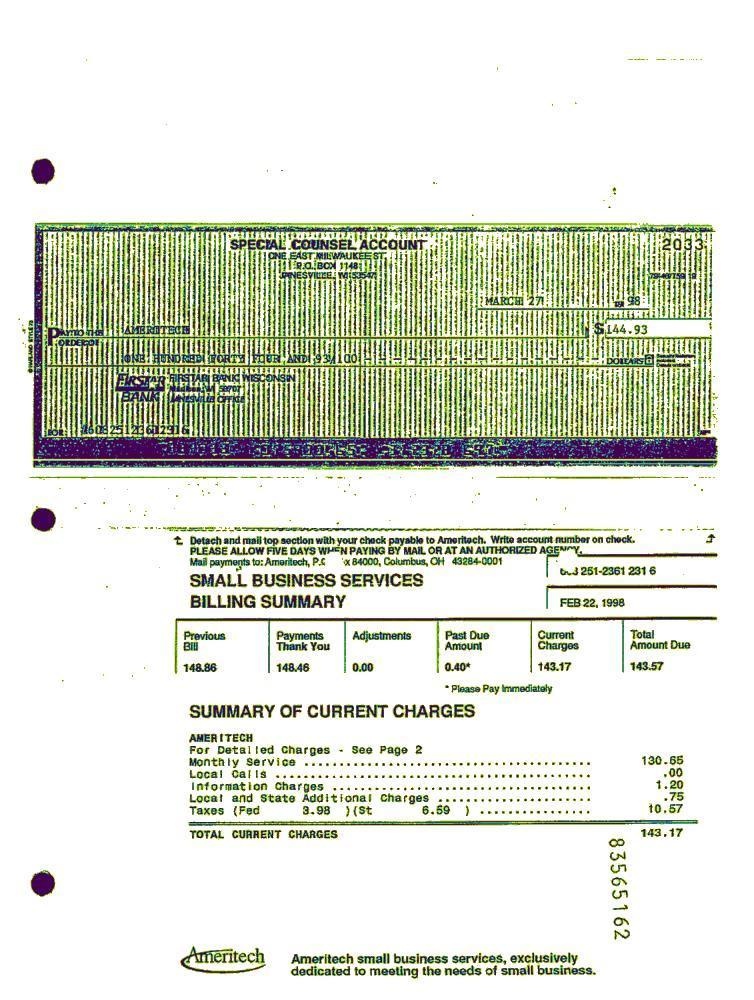 SPECIAL COUNSEL ACCOUNT 2033
ONE EAST MILWAUKEE ST.
P.O. BOX 1148
JANESVILLE, WI 53547
MARCH 27 19 98
PAY TO THE ORDER OF AMERITECH $ 144.93
ONE HUNDRED FORTY FOUR AND 93/100 DOLLARS
FIRSTAR BANK FIRSTAR BANK WISCONSIN
JANESVILLE OFFICE
FOR
Detach and mail top section with your check payable to Ameritech. Write account number on check.
PLEASE ALLOW FIVE DAYS WHEN PAYING BY MAIL OR AT AN AUTHORIZED AGENCY.
Mail payments to: Ameritech, P.O. 84000, Columbus, OH 43284-0001
251-2361 231 6
SMALL BUSINESS SERVICES
BILLING SUMMARY FEB 22, 1998
Previous Bill Payments Thank You Adjustments Past Due Amount Current Charges Total Amount Due
148.86 148.46 0.00 0.40* 143.17 143.57
* Please Pay Immediately
SUMMARY OF CURRENT CHARGES
AMERITECH
For Detailed Charges - See Page 2
Monthly Service ........ 130.65
Local Calls ........ .00
Information Charges ........ 1.20
Local and State Additional Charges ........ .75
Taxes (Fed 3.98 )(St 6.59 ) ........ 10.57
TOTAL CURRENT CHARGES 143.17
83565162
Ameritech
Ameritech small business services, exclusively
dedicated to meeting the needs of small business.